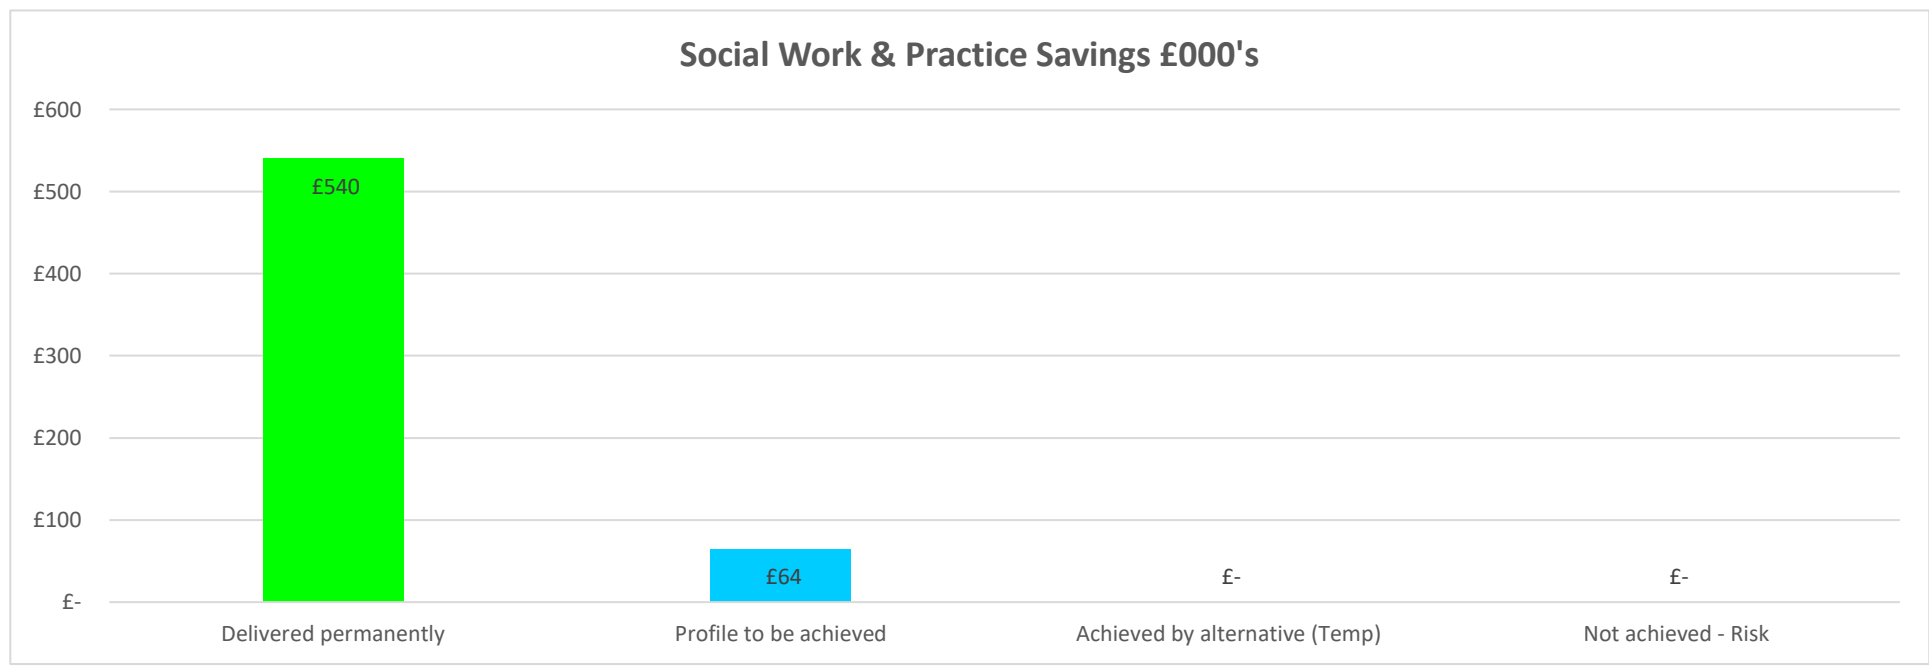 Social Work & Practice Savings £000's
£600
£500
£400
£300
£200
£100
£-
£540
£64
£-
£-
Delivered permanently
Profile to be achieved
Achieved by alternative (Temp)
Not achieved - Risk